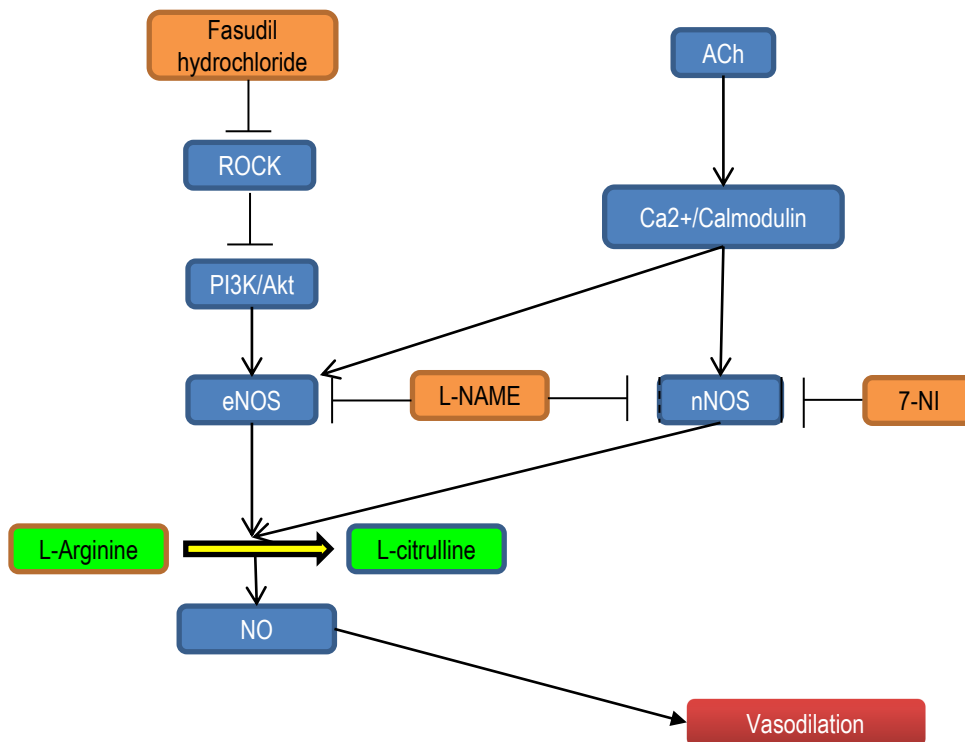 Fasudil
hydrochloride
ACh
ROCK
Ca2+/Calmodulin
PI3K/Akt
eNOS
L-NAME
nNOS
7-NI
L-Arginine
L-citrulline
NO
Vasodilation